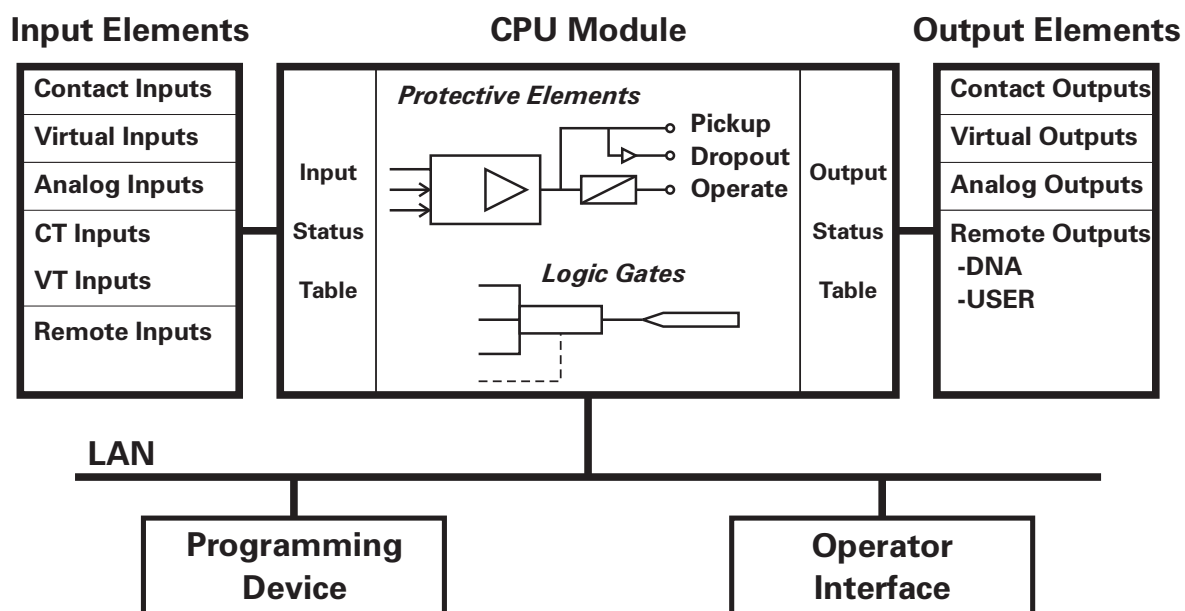 Input Elements
CPU Module
Output Elements
Contact Inputs
Virtual Inputs
Analog Inputs
CT Inputs
VT Inputs
Remote Inputs
Input
Status
Table
Protective Elements
Pickup
Dropout
Operate
Logic Gates
Output
Status
Table
Contact Outputs
Virtual Outputs
Analog Outputs
Remote Outputs
-DNA
-USER
LAN
Programming
Device
Operator
Interface